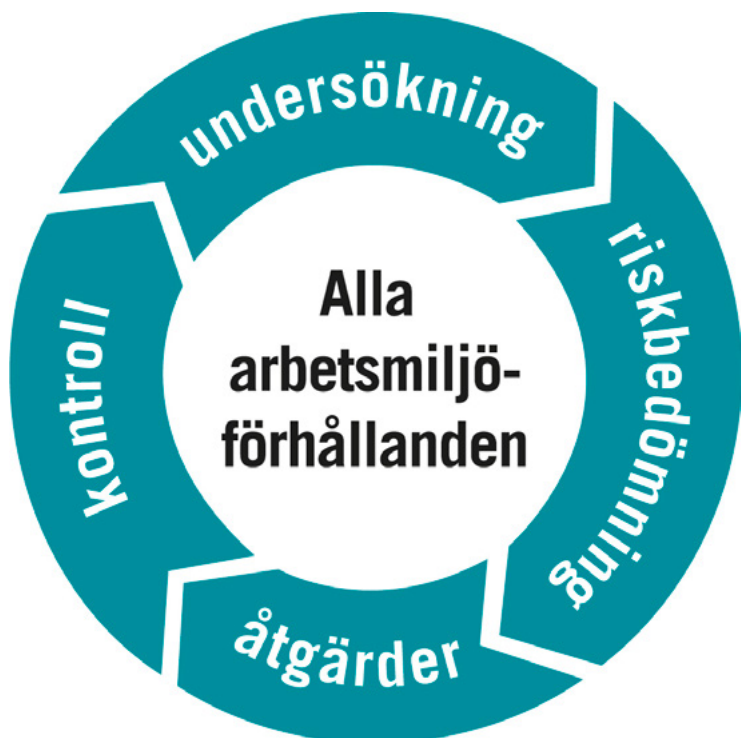 undersökning
riskbedömning
åtgärder
kontroll
Alla
arbetsmiljö-
förhållanden